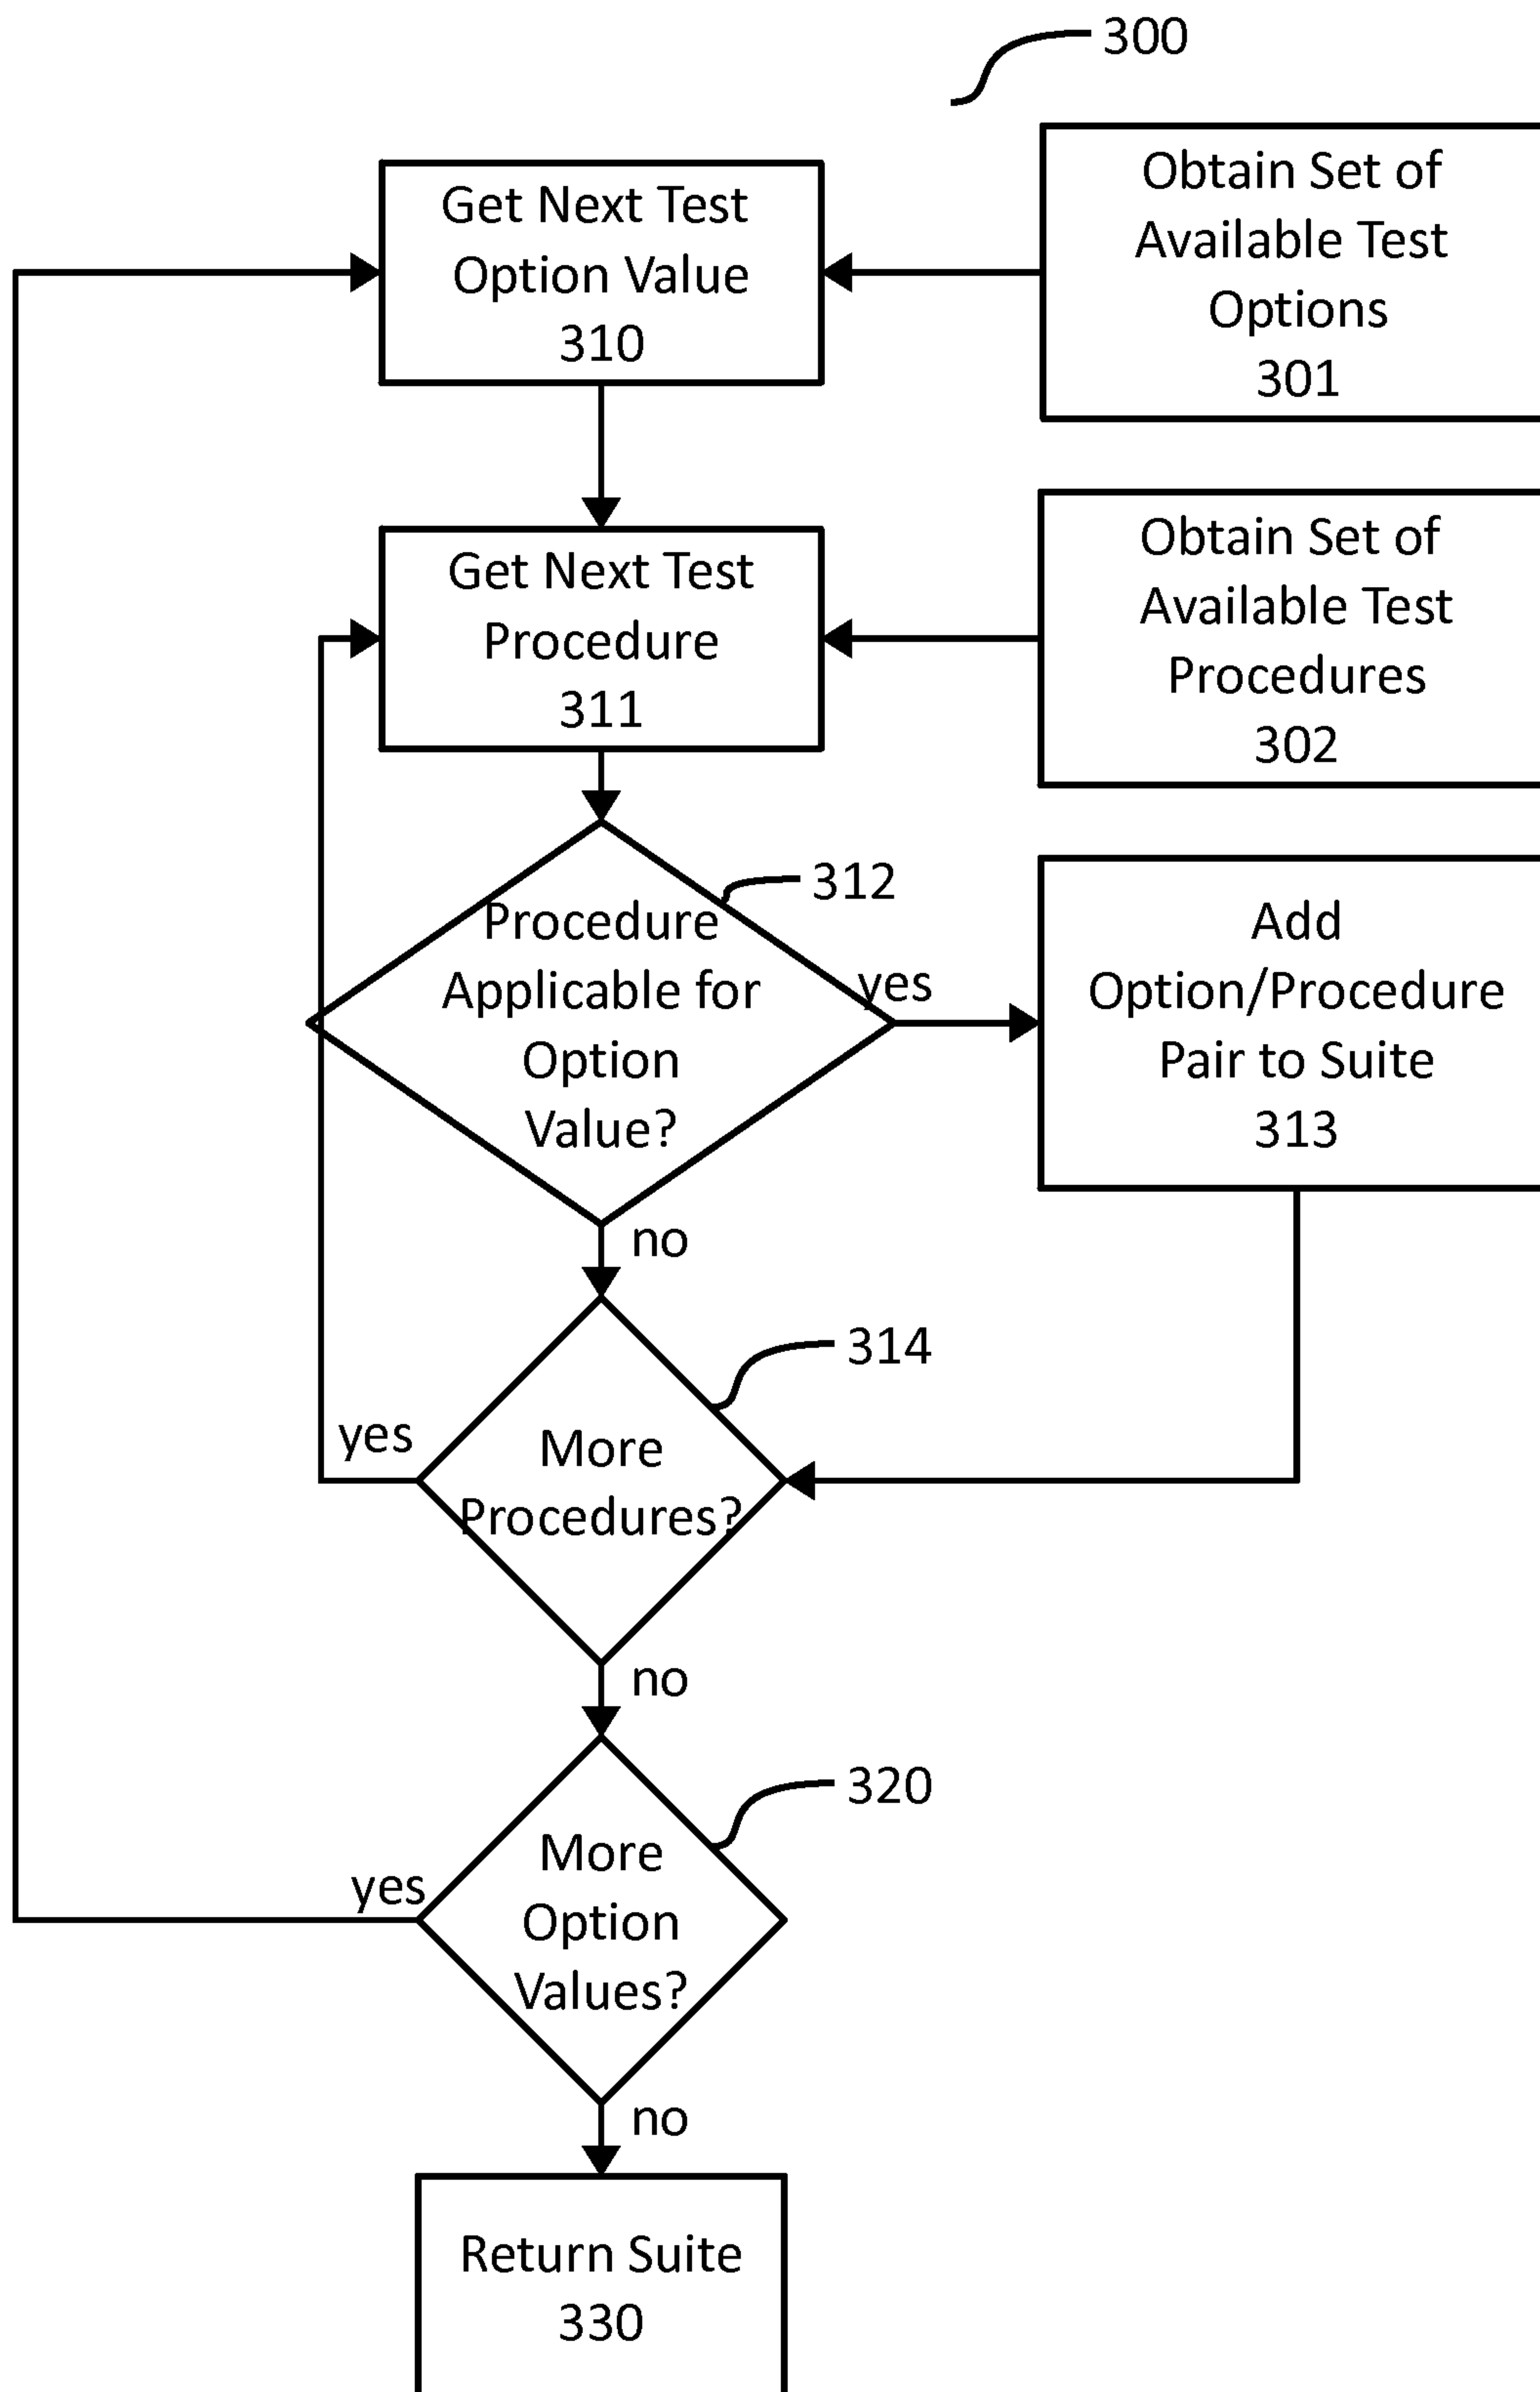 300
Get Next Test
Option Value
310
Obtain Set of
Available Test
Options
301
Get Next Test
Procedure
311
Obtain Set of
Available Test
Procedures
302
312
Procedure
Applicable for
Option
Value?
yes
Add
Option/Procedure
Pair to Suite
313
no
314
More
Procedures?
yes
no
320
More
Option
Values?
yes
no
Return Suite
330